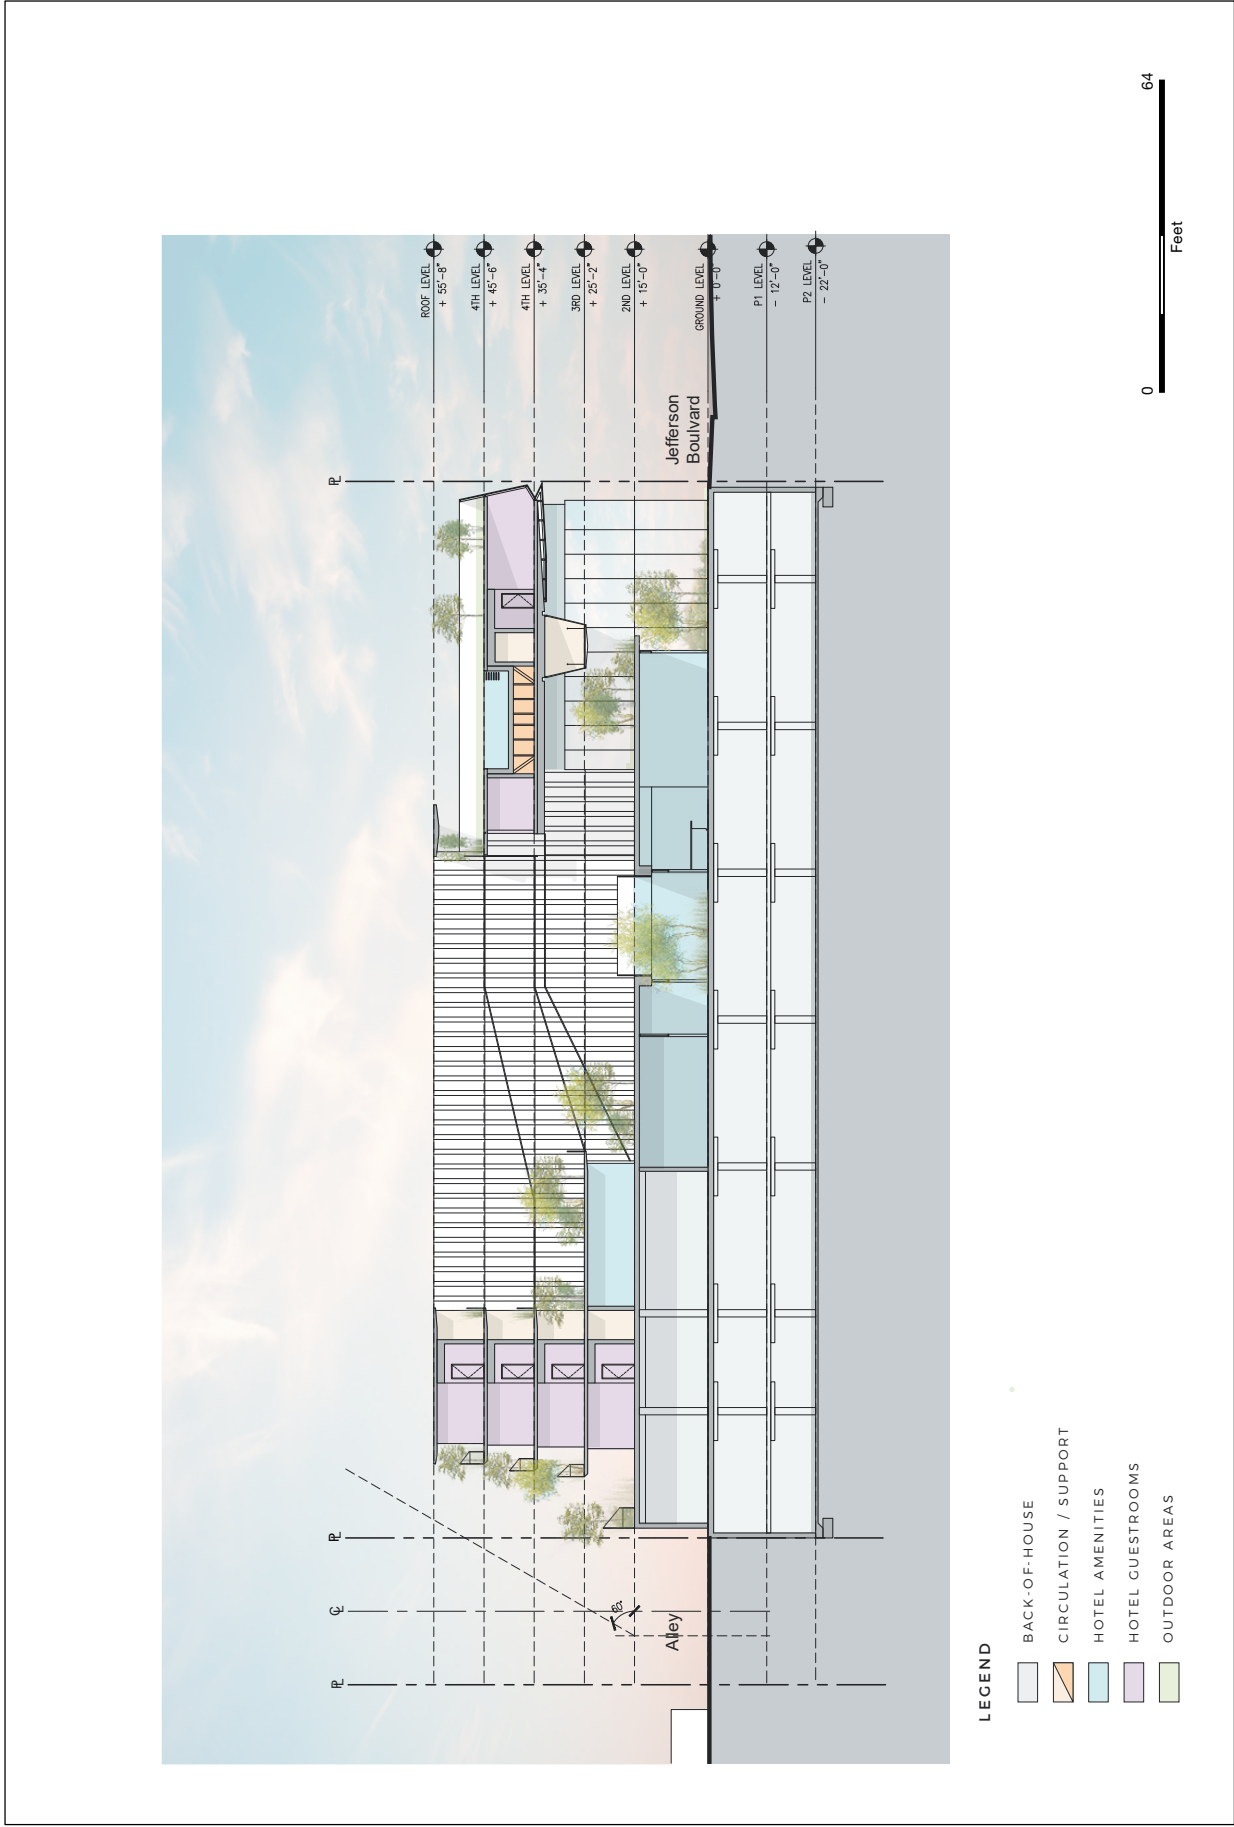 ROOF LEVEL
+ 55'-8"
4TH LEVEL
+ 45'-6"
4TH LEVEL
+ 35'-4"
3RD LEVEL
+ 25'-2"
2ND LEVEL
+ 15'-0"
GROUND LEVEL
+ 0'-0"
P1 LEVEL
- 12'-0"
P2 LEVEL
- 22'-0"
PL
CL
PL
PL
60°
Alley
Jefferson
Boulvard
LEGEND
BACK-OF-HOUSE
CIRCULATION / SUPPORT
HOTEL AMENITIES
HOTEL GUESTROOMS
OUTDOOR AREAS
0
64
Feet